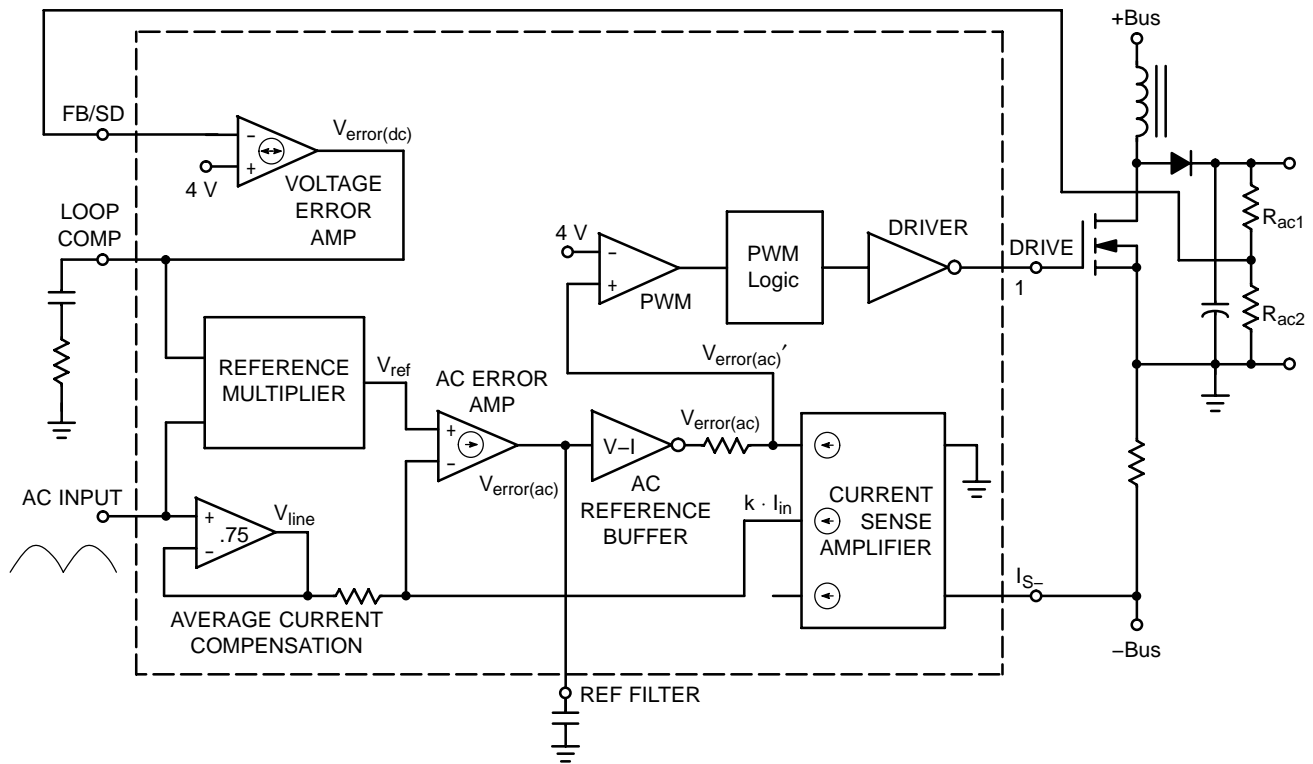 +Bus
FB/SD
V error(dc)
4 V
VOLTAGE
ERROR
AMP
LOOP
COMP
4 V
PWM
PWM
Logic
DRIVER
DRIVE
1
Rac1
Rac2
REFERENCE
MULTIPLIER
Vref
AC ERROR
AMP
Verror(ac)′
Verror(ac)
V–I
Verror(ac)
AC
REFERENCE
BUFFER
k · Iin
CURRENT
SENSE
AMPLIFIER
AC INPUT
Vline
.75
AVERAGE CURRENT
COMPENSATION
IS–
–Bus
REF FILTER